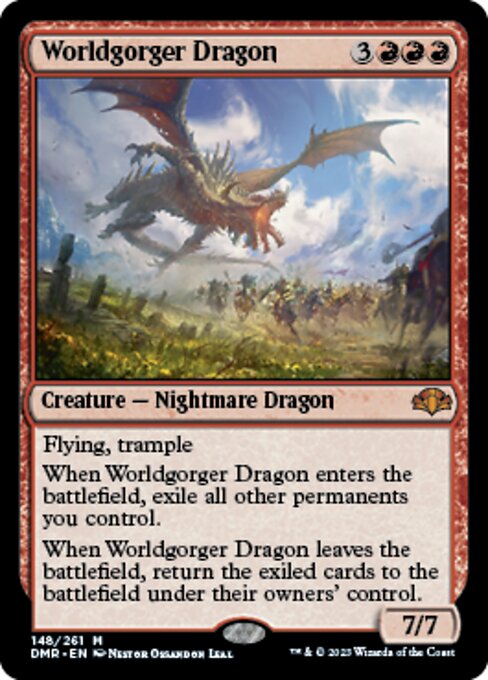 Worldgorger Dragon 3
Creature — Nightmare Dragon
Flying, trample
When Worldgorger Dragon enters the
battlefield, exile all other permanents
you control.
When Worldgorger Dragon leaves the
battlefield, return the exiled cards to the
battlefield under their owners' control.
7/7
148/261 M
DMR • EN Nestor Ossandon Leal
™ & © 2023 Wizards of the Coast